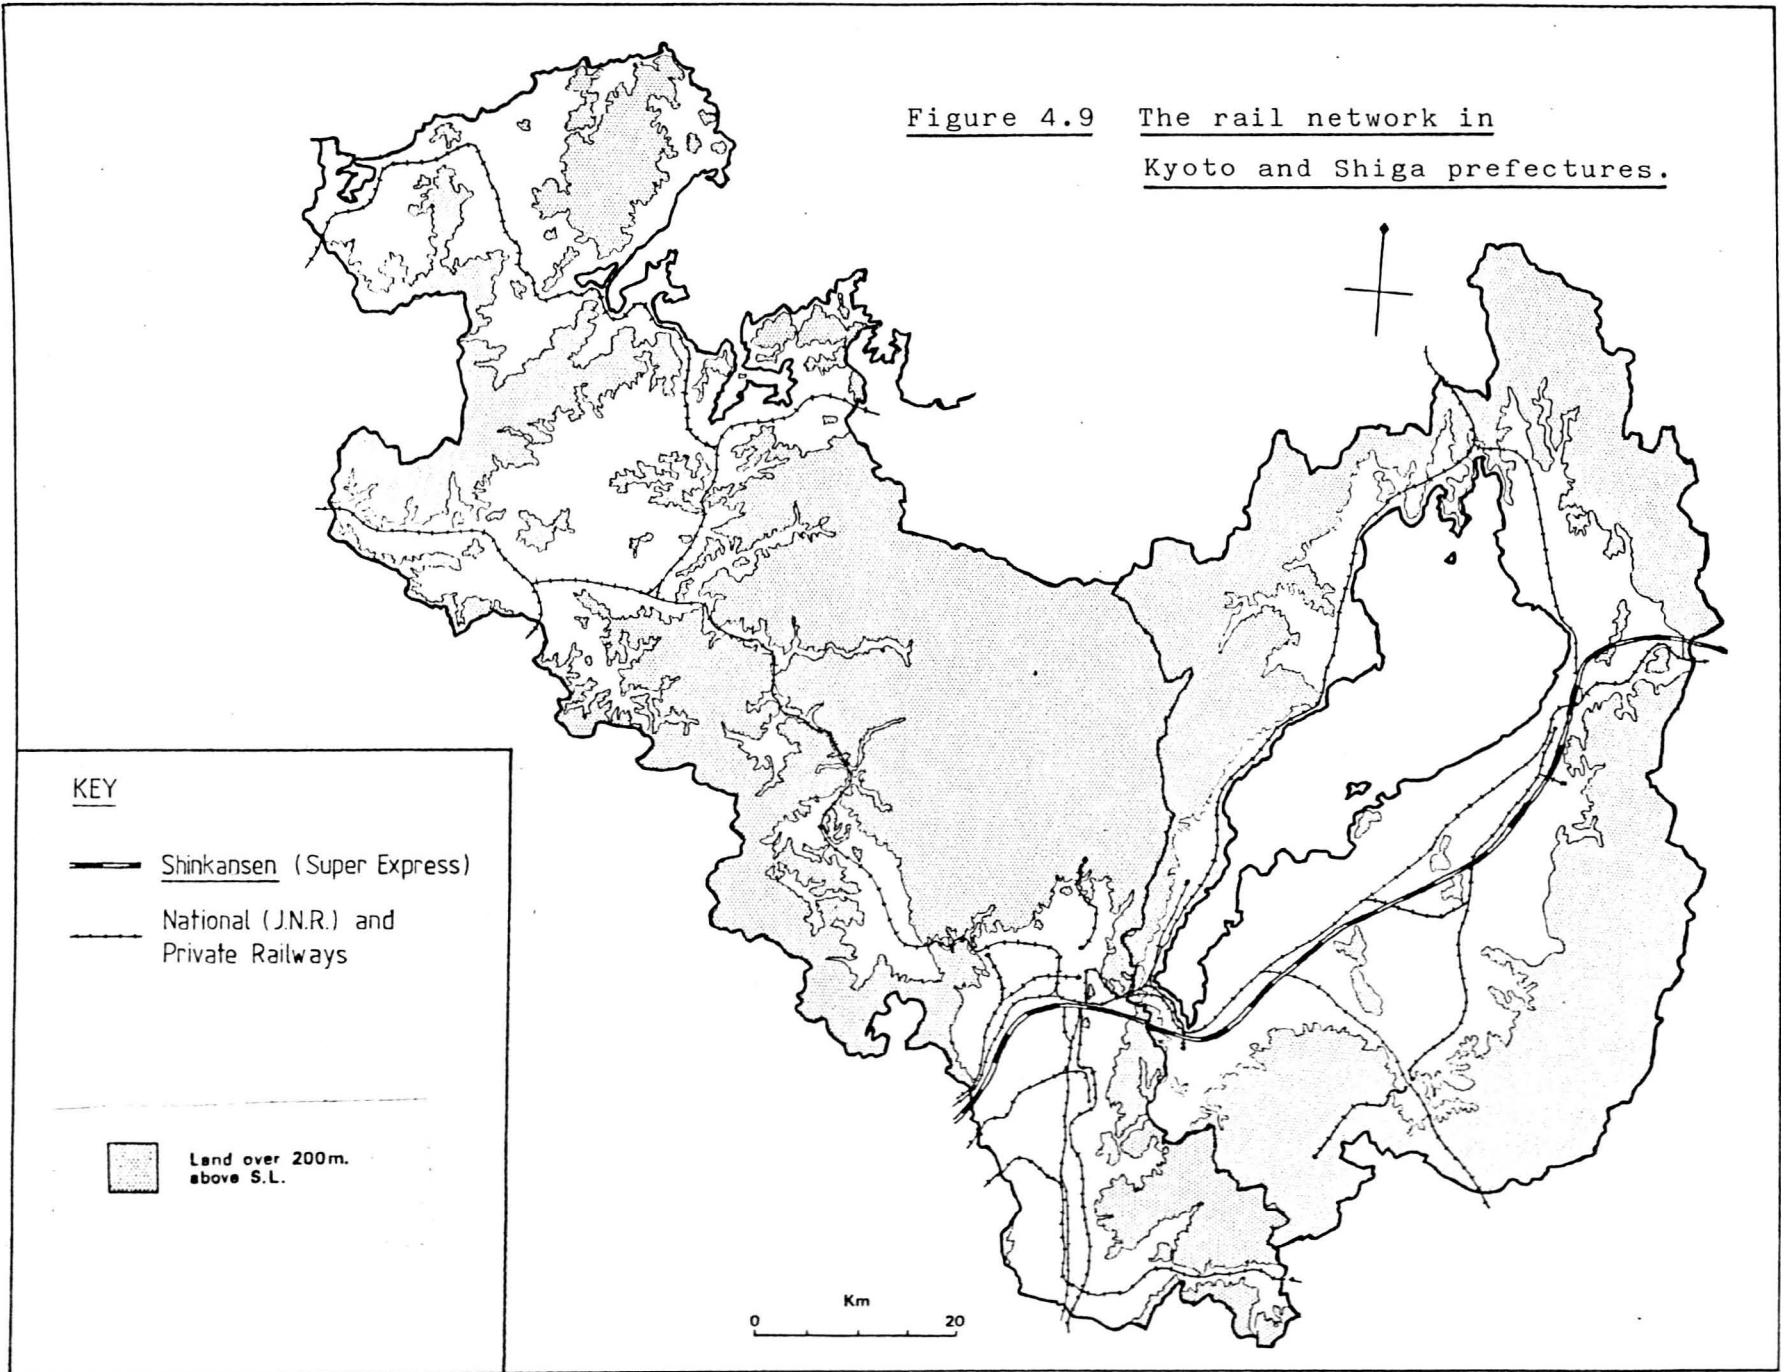 Figure 4.9 The rail network in
Kyoto and Shiga prefectures.
KEY
Shinkansen (Super Express)
National (J.N.R.) and
Private Railways
Land over 200m.
above S.L.
Km
0 20